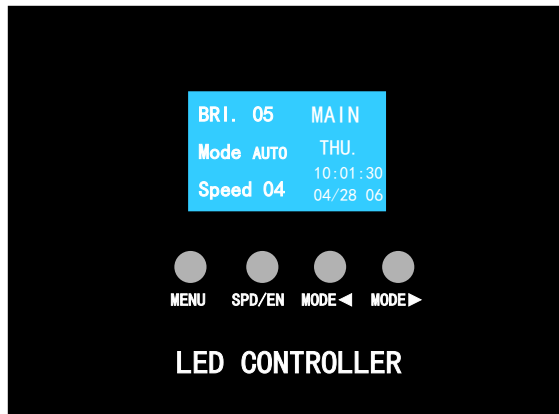 BRI. 05 MAIN
Mode AUTO THU.
10:01:30
Speed 04 04/28 06
MENU SPD/EN MODE◀ MODE▶
LED CONTROLLER